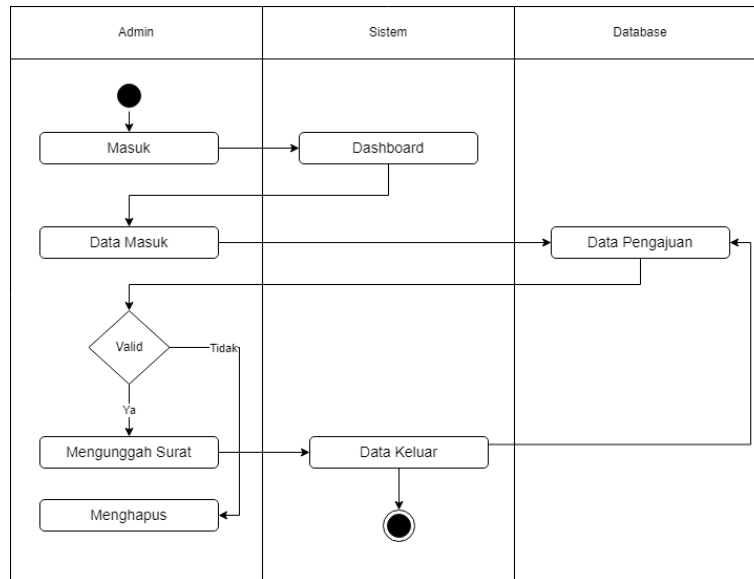 Admin
Sistem
Database
Masuk
Dashboard
Data Masuk
Data Pengajuan
Valid
Tidak
Ya
Mengunggah Surat
Data Keluar
Menghapus